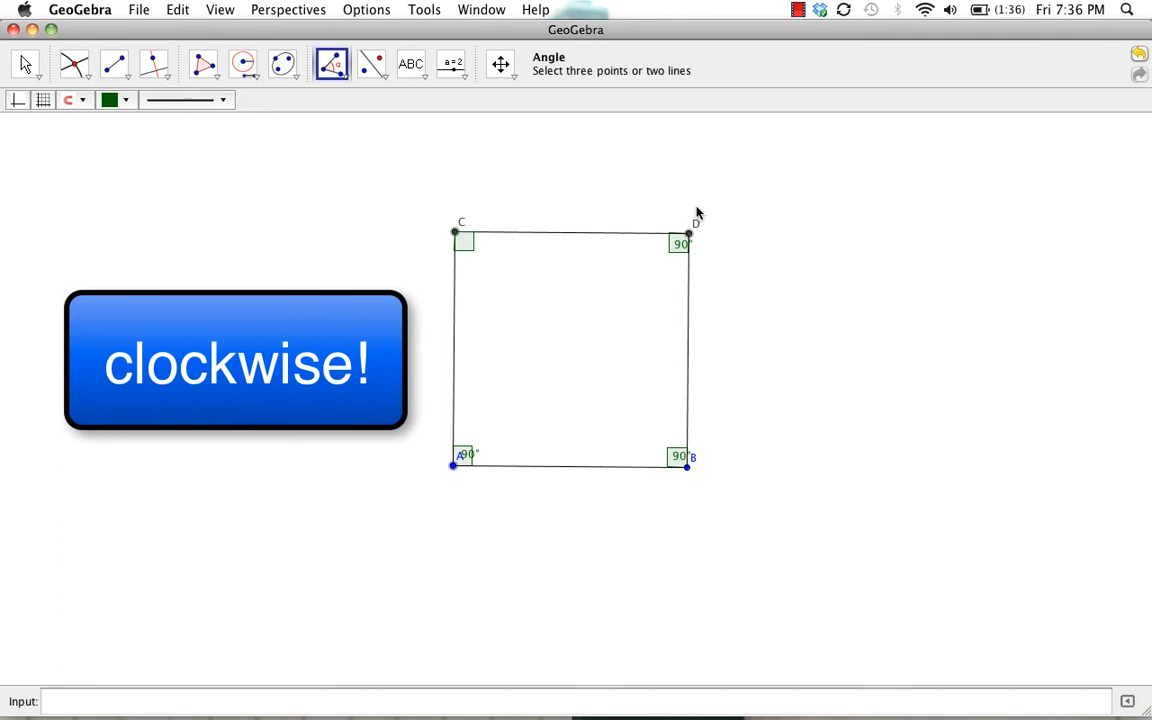 GeoGebra File Edit View Perspectives Options Tools Window Help (1:36) Fri 7:36 PM
GeoGebra
ABC a=2
Angle
Select three points or two lines
C
D
90°
clockwise!
A 90°
90° B
Input: